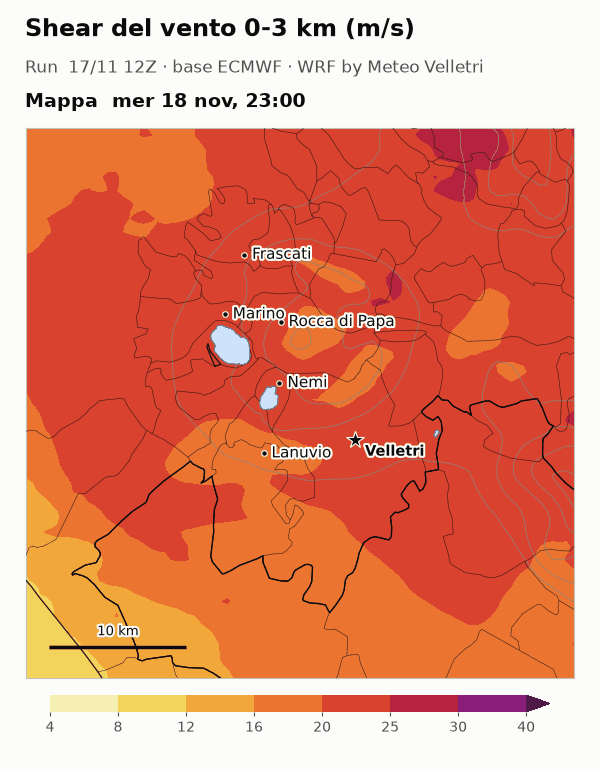 Shear del vento 0-3 km (m/s)
Run  17/11 12Z · base ECMWF · WRF by Meteo Velletri
Mappa  mer 18 nov, 23:00
Frascati
Marino
Rocca di Papa
Nemi
Velletri
Lanuvio
10 km
4 8 12 16 20 25 30 40